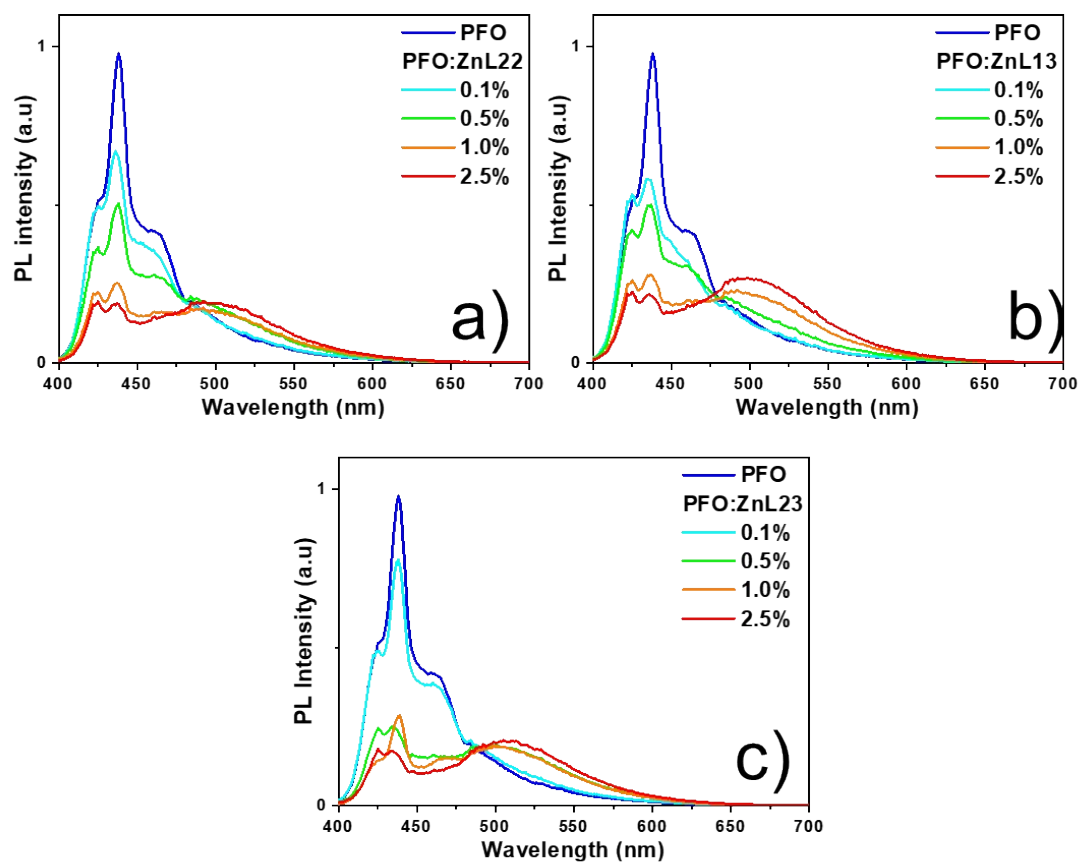 PFO
PFO:ZnL22
0.1%
0.5%
1.0%
2.5%
1
0
PL intensity (a.u)
a)
400 450 500 550 600 650 700
Wavelength (nm)
PFO
PFO:ZnL13
0.1%
0.5%
1.0%
2.5%
1
0
PL Intensity (a.u)
b)
400 450 500 550 600 650 700
Wavelength (nm)
PFO
PFO:ZnL23
0.1%
0.5%
1.0%
2.5%
1
0
PL Intensity (a.u)
c)
400 450 500 550 600 650 700
Wavelength (nm)